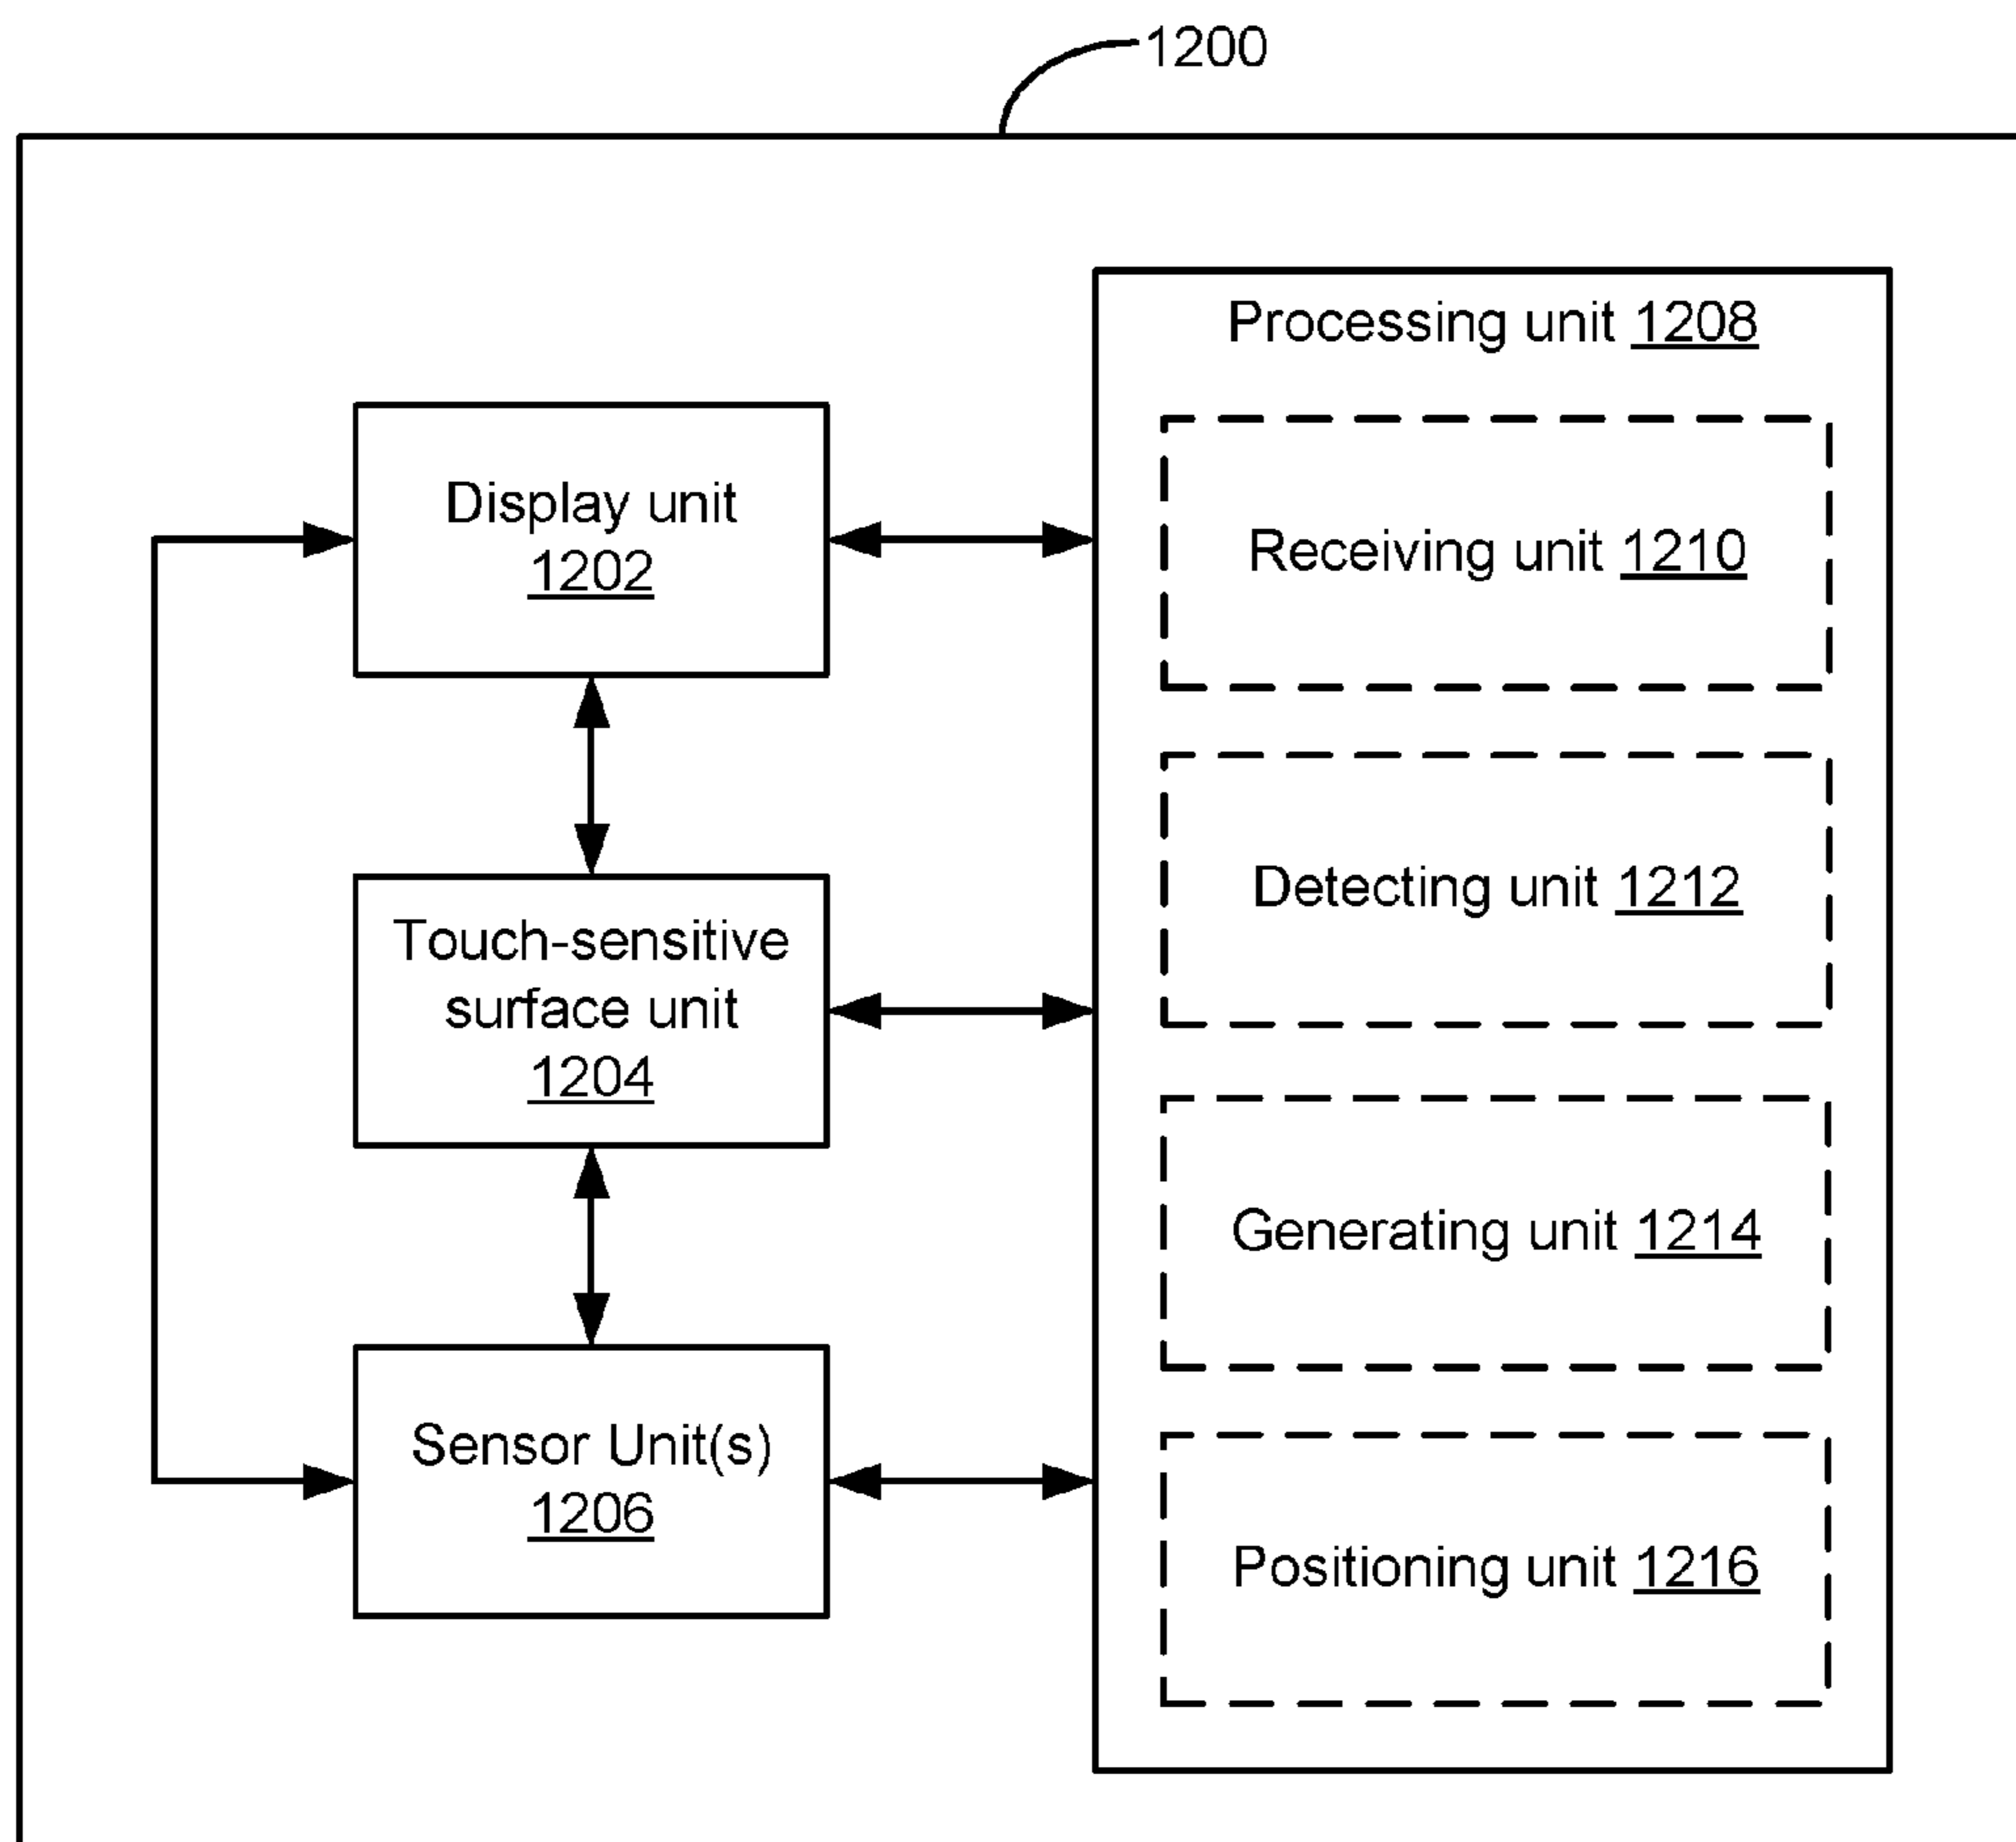 1200
Processing unit 1208
Display unit
1202
Receiving unit 1210
Touch-sensitive
surface unit
1204
Detecting unit 1212
Generating unit 1214
Sensor Unit(s)
1206
Positioning unit 1216